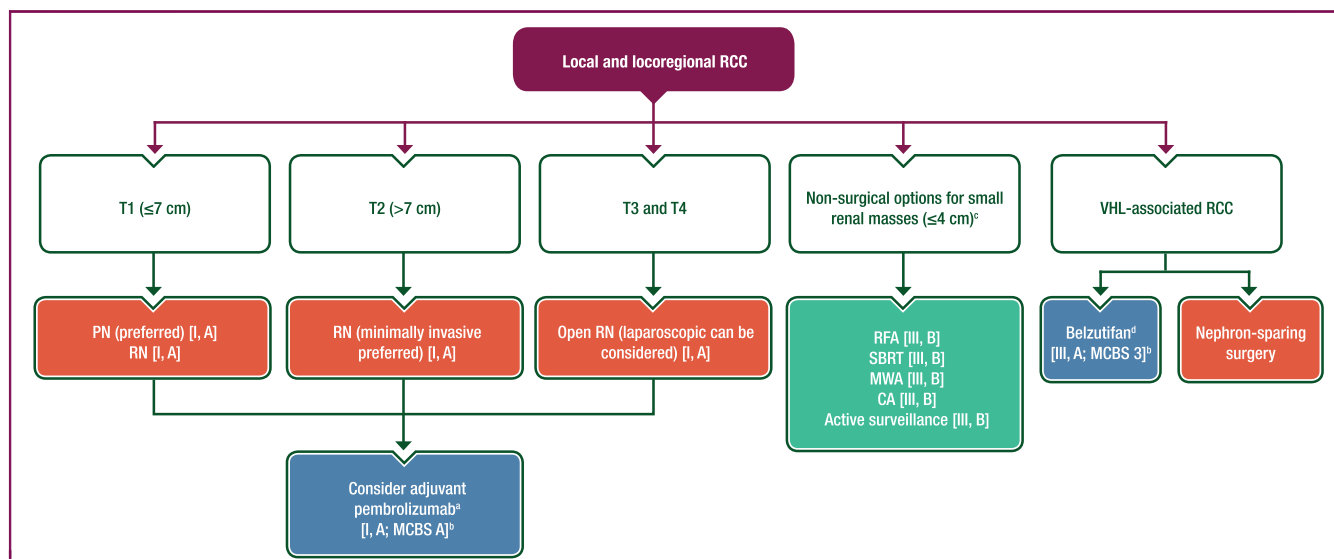 Local and locoregional RCC
T1 (≤7 cm)
T2 (>7 cm)
T3 and T4
Non-surgical options for small
renal masses (≤4 cm)ᶜ
VHL-associated RCC
PN (preferred) [I, A]
RN [I, A]
RN (minimally invasive
preferred) [I, A]
Open RN (laparoscopic can be
considered) [I, A]
RFA [III, B]
SBRT [III, B]
MWA [III, B]
CA [III, B]
Active surveillance [III, B]
Belzutifanᵈ
[III, A; MCBS 3]ᵇ
Nephron-sparing
surgery
Consider adjuvant
pembrolizumabᵃ
[I, A; MCBS A]ᵇ